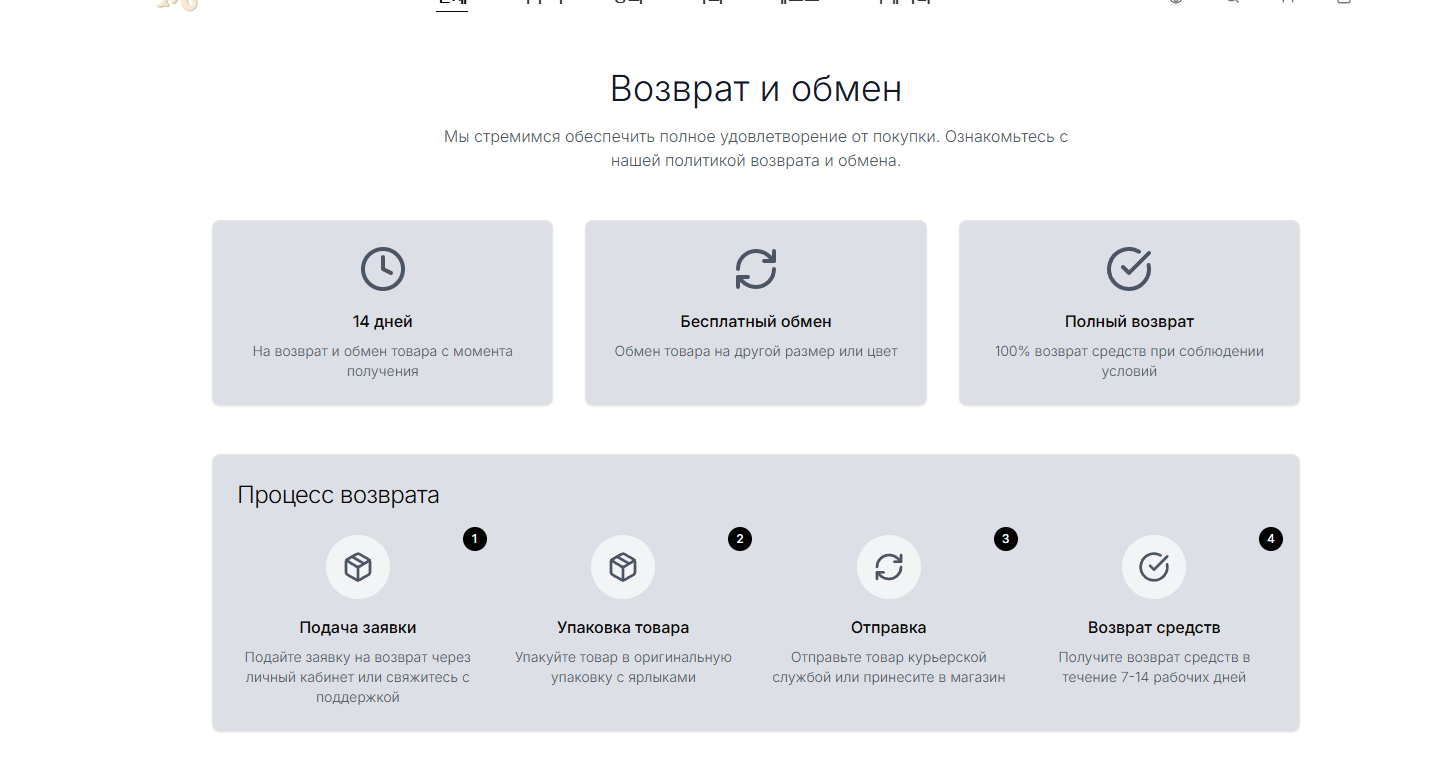 Возврат и обмен
Мы стремимся обеспечить полное удовлетворение от покупки. Ознакомьтесь с
нашей политикой возврата и обмена.
14 дней
На возврат и обмен товара с момента
получения
Бесплатный обмен
Обмен товара на другой размер или цвет
Полный возврат
100% возврат средств при соблюдении
условий
Процесс возврата
1
Подача заявки
Подайте заявку на возврат через
личный кабинет или свяжитесь с
поддержкой
2
Упаковка товара
Упакуйте товар в оригинальную
упаковку с ярлыками
3
Отправка
Отправьте товар курьерской
службой или принесите в магазин
4
Возврат средств
Получите возврат средств в
течение 7-14 рабочих дней